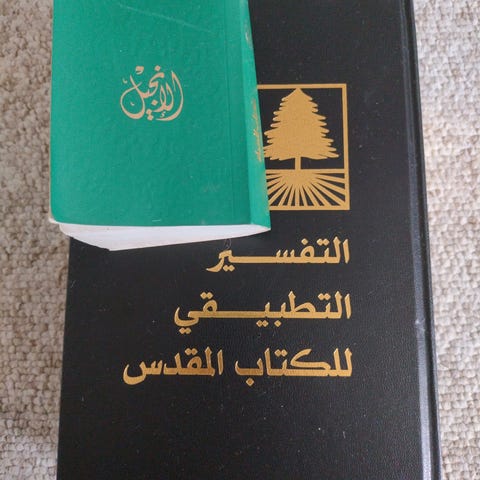 الإنجيل
التفسير
التطبيقي
للكتاب المقدس